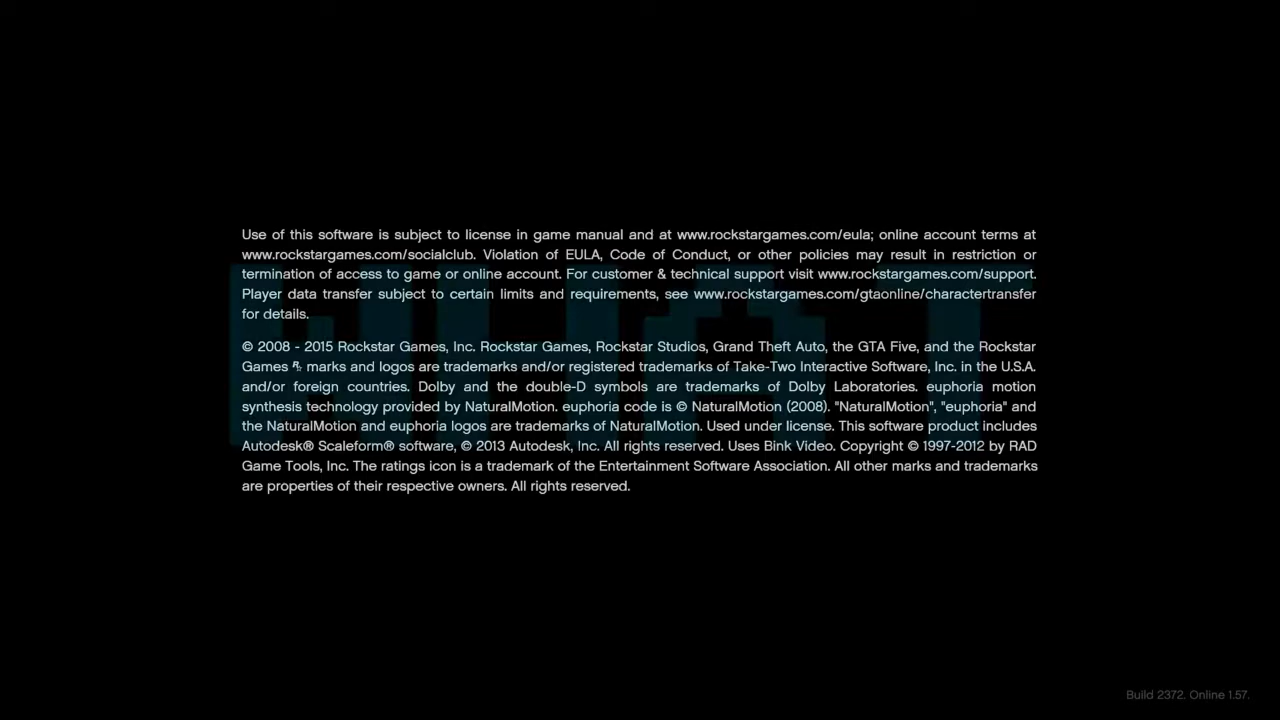 Use of this software is subject to license in game manual and at www.rockstargames.com/eula; online account terms at
www.rockstargames.com/socialclub. Violation of EULA, Code of Conduct, or other policies may result in restriction or
termination of access to game or online account. For customer & technical support visit www.rockstargames.com/support.
Player data transfer subject to certain limits and requirements, see www.rockstargames.com/gtaonline/charactertransfer
for details.
© 2008 - 2015 Rockstar Games, Inc. Rockstar Games, Rockstar Studios, Grand Theft Auto, the GTA Five, and the Rockstar
Games marks and logos are trademarks and/or registered trademarks of Take-Two Interactive Software, Inc. in the U.S.A.
and/or foreign countries. Dolby and the double-D symbols are trademarks of Dolby Laboratories. euphoria motion
synthesis technology provided by NaturalMotion. euphoria code is © NaturalMotion (2008). "NaturalMotion", "euphoria" and
the NaturalMotion and euphoria logos are trademarks of NaturalMotion. Used under license. This software product includes
Autodesk® Scaleform® software, © 2013 Autodesk, Inc. All rights reserved. Uses Bink Video. Copyright © 1997-2012 by RAD
Game Tools, Inc. The ratings icon is a trademark of the Entertainment Software Association. All other marks and trademarks
are properties of their respective owners. All rights reserved.
Build 2372. Online 1.57.